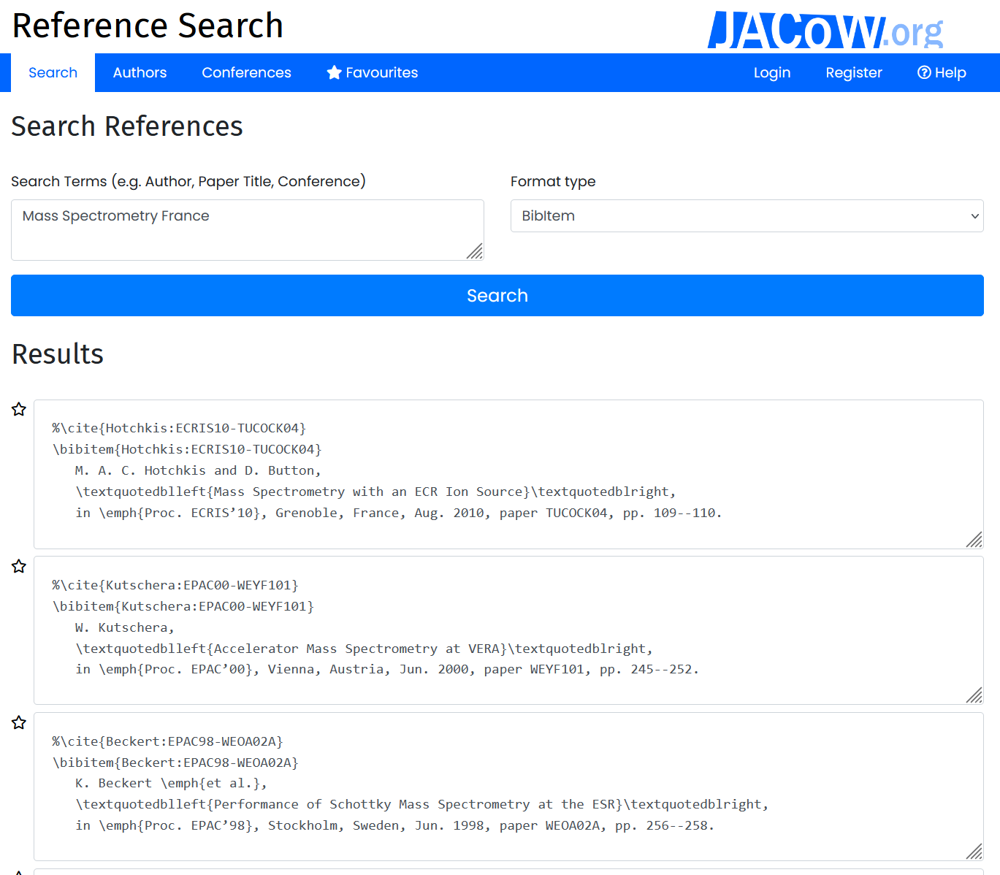 Reference Search
JACoW.org
Search Authors Conferences Favourites Login Register Help
Search References
Search Terms (e.g. Author, Paper Title, Conference) Format type
Mass Spectrometry France BibItem
Search
Results
%\cite{Hotchkis:ECRIS10-TUCOCK04}
\bibitem{Hotchkis:ECRIS10-TUCOCK04}
M. A. C. Hotchkis and D. Button,
\textquotedblleft{Mass Spectrometry with an ECR Ion Source}\textquotedblright,
in \emph{Proc. ECRIS’10}, Grenoble, France, Aug. 2010, paper TUCOCK04, pp. 109--110.
%\cite{Kutschera:EPAC00-WEYF101}
\bibitem{Kutschera:EPAC00-WEYF101}
W. Kutschera,
\textquotedblleft{Accelerator Mass Spectrometry at VERA}\textquotedblright,
in \emph{Proc. EPAC’00}, Vienna, Austria, Jun. 2000, paper WEYF101, pp. 245--252.
%\cite{Beckert:EPAC98-WEOA02A}
\bibitem{Beckert:EPAC98-WEOA02A}
K. Beckert \emph{et al.},
\textquotedblleft{Performance of Schottky Mass Spectrometry at the ESR}\textquotedblright,
in \emph{Proc. EPAC’98}, Stockholm, Sweden, Jun. 1998, paper WEOA02A, pp. 256--258.